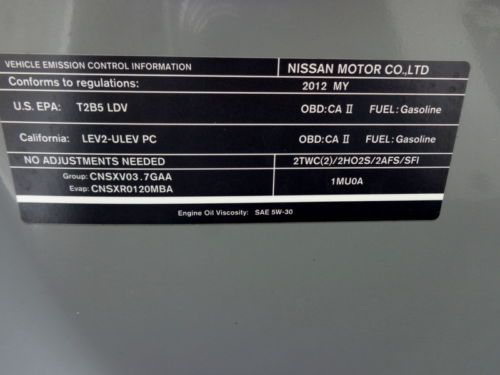 VEHICLE EMISSION CONTROL INFORMATION NISSAN MOTOR CO.,LTD
Conforms to regulations: 2012 MY
U.S. EPA: T2B5 LDV OBD:CA II FUEL:Gasoline
California: LEV2-ULEV PC OBD:CA II FUEL:Gasoline
NO ADJUSTMENTS NEEDED 2TWC(2)/2HO2S/2AFS/SFI
Group: CNSXV03.7GAA
Evap: CNSXR0120MBA
1MU0A
Engine Oil Viscosity: SAE 5W-30